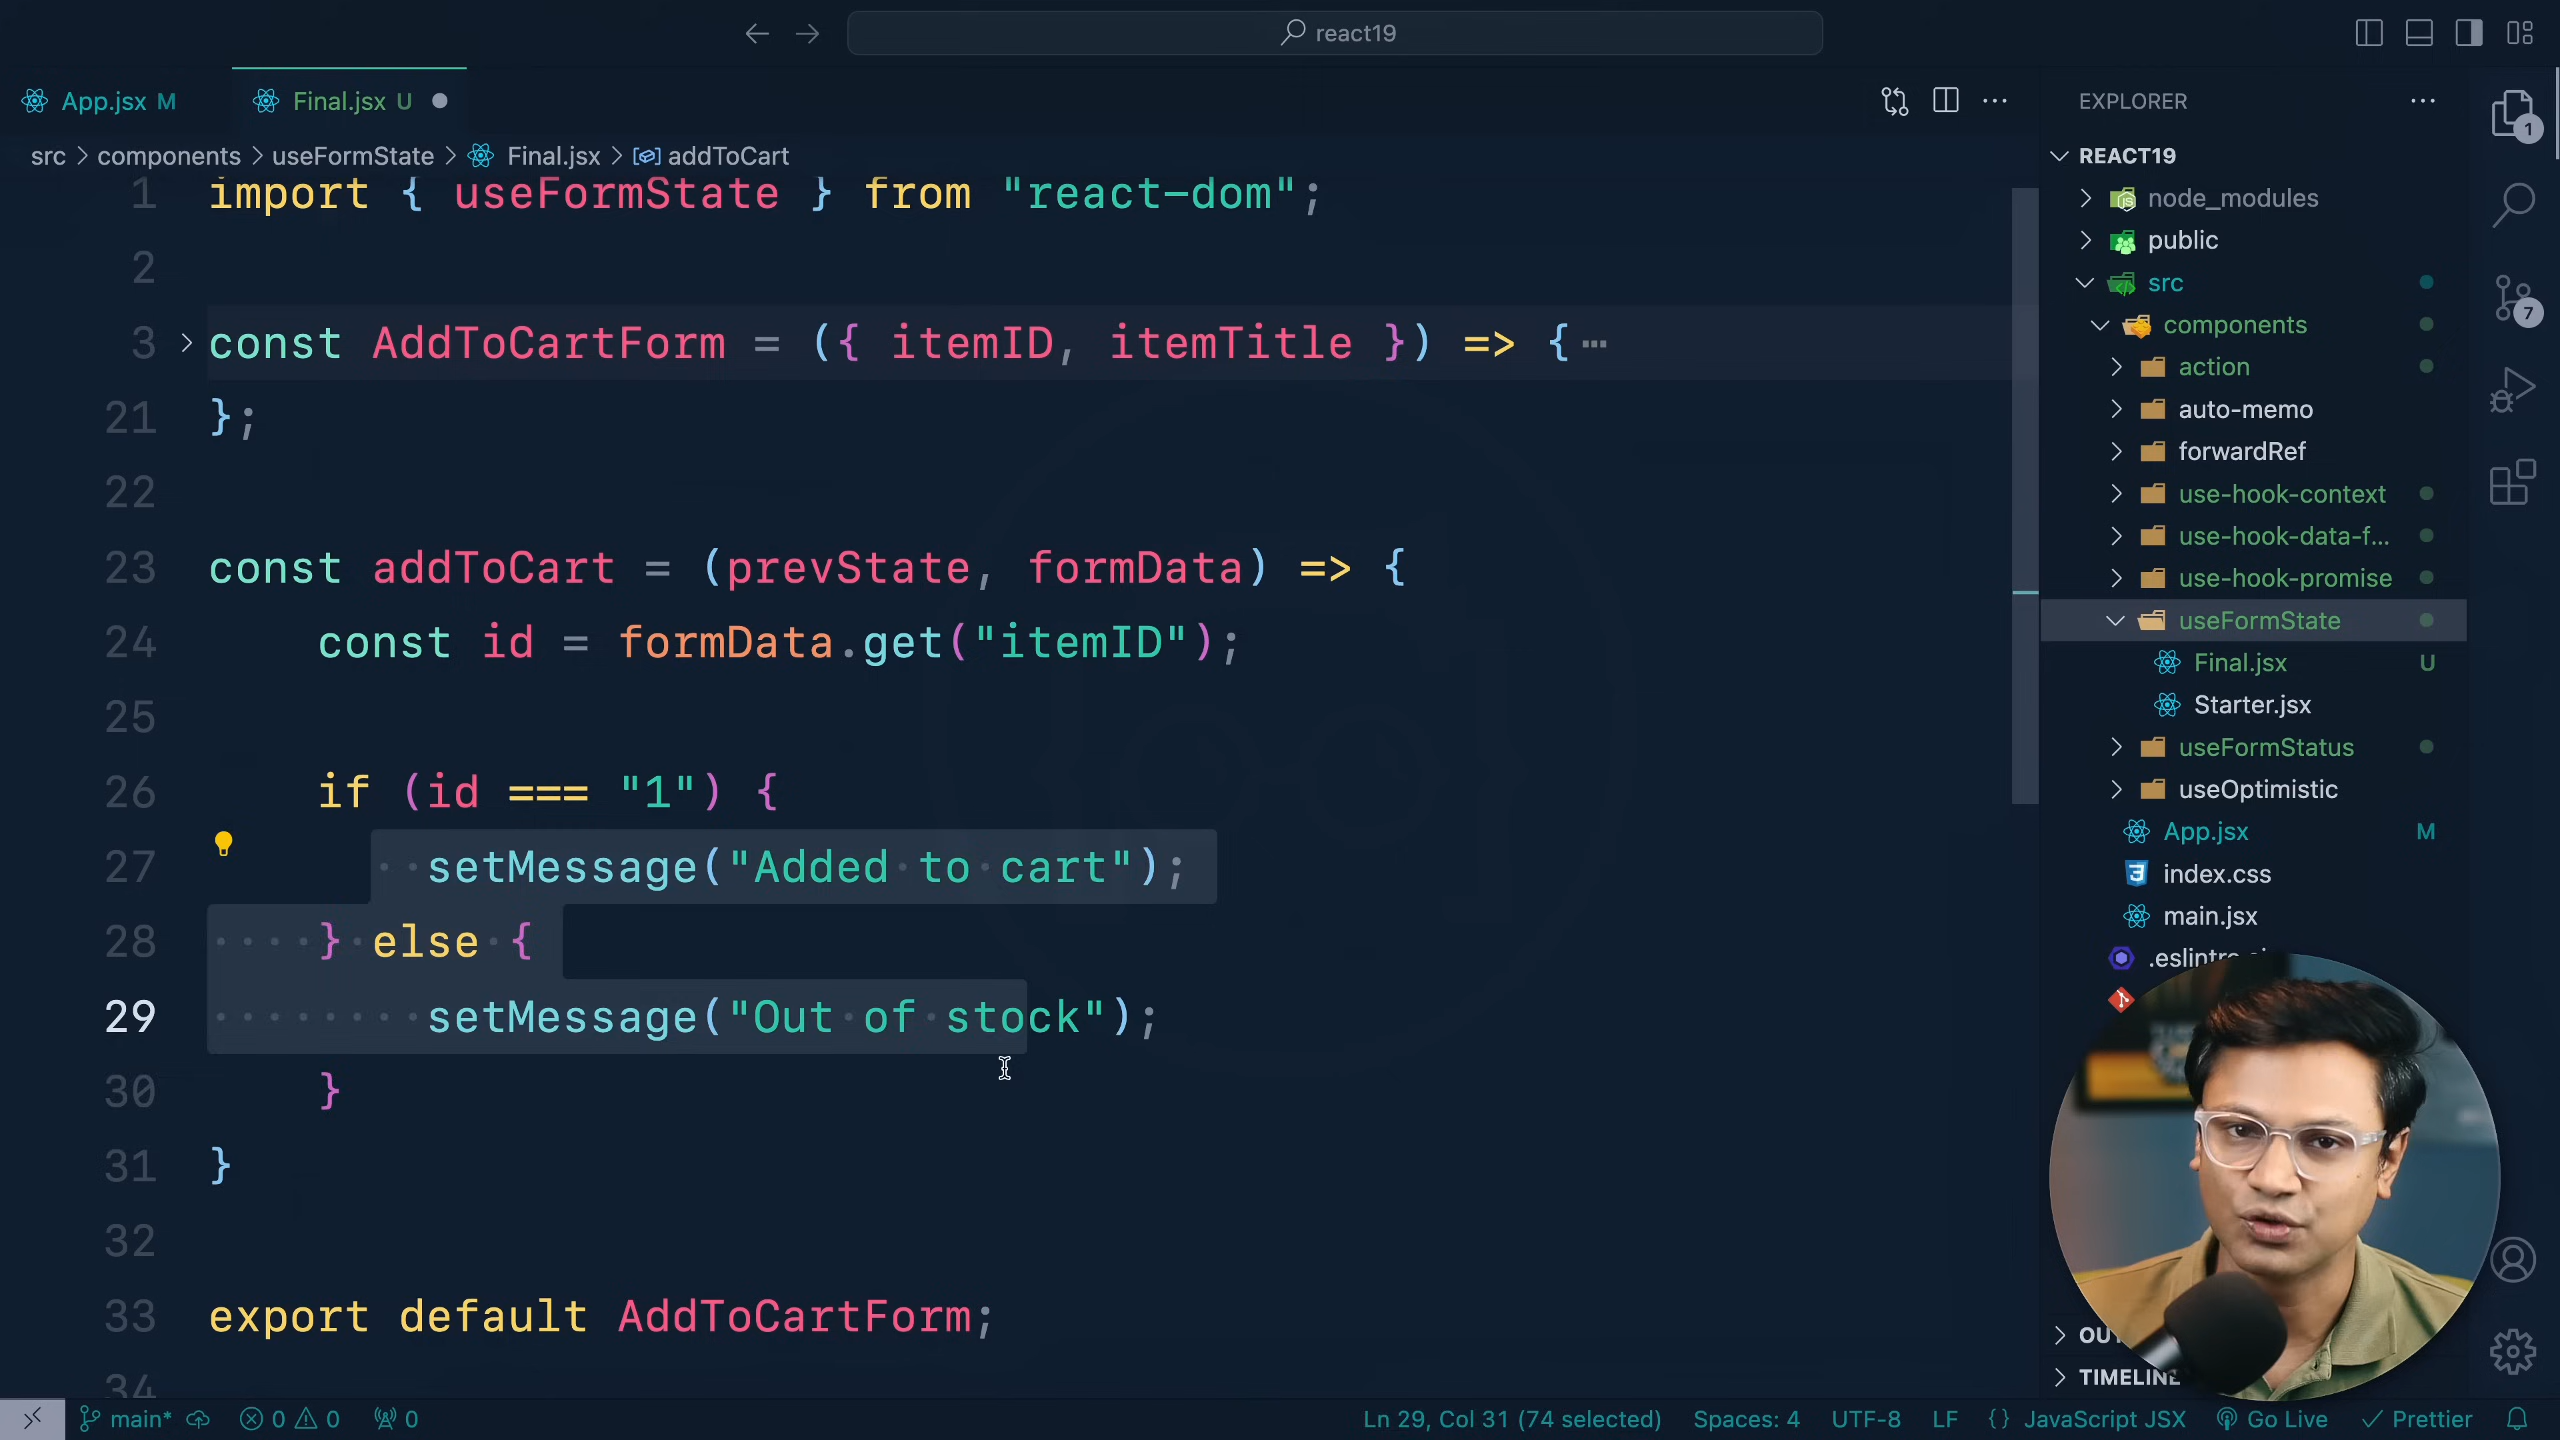 react19
App.jsx M
Final.jsx U
src > components > useFormState > Final.jsx > addToCart
1 import { useFormState } from "react-dom";
2
3 const AddToCartForm = ({ itemID, itemTitle }) => { ⋯
21 };
22
23 const addToCart = (prevState, formData) => {
24 const id = formData.get("itemID");
25
26 if (id === "1") {
27 setMessage("Added to cart");
28 } else {
29 setMessage("Out of stock");
30 }
31 }
32
33 export default AddToCartForm;
34
EXPLORER
REACT19
node_modules
public
src
components
action
auto-memo
forwardRef
use-hook-context
use-hook-data-f...
use-hook-promise
useFormState
Final.jsx U
Starter.jsx
useFormStatus
useOptimistic
App.jsx M
index.css
main.jsx
TIMELINE
1
7
main* 0 0 0
Ln 29, Col 31 (74 selected) Spaces: 4 UTF-8 LF {} JavaScript JSX Go Live Prettier